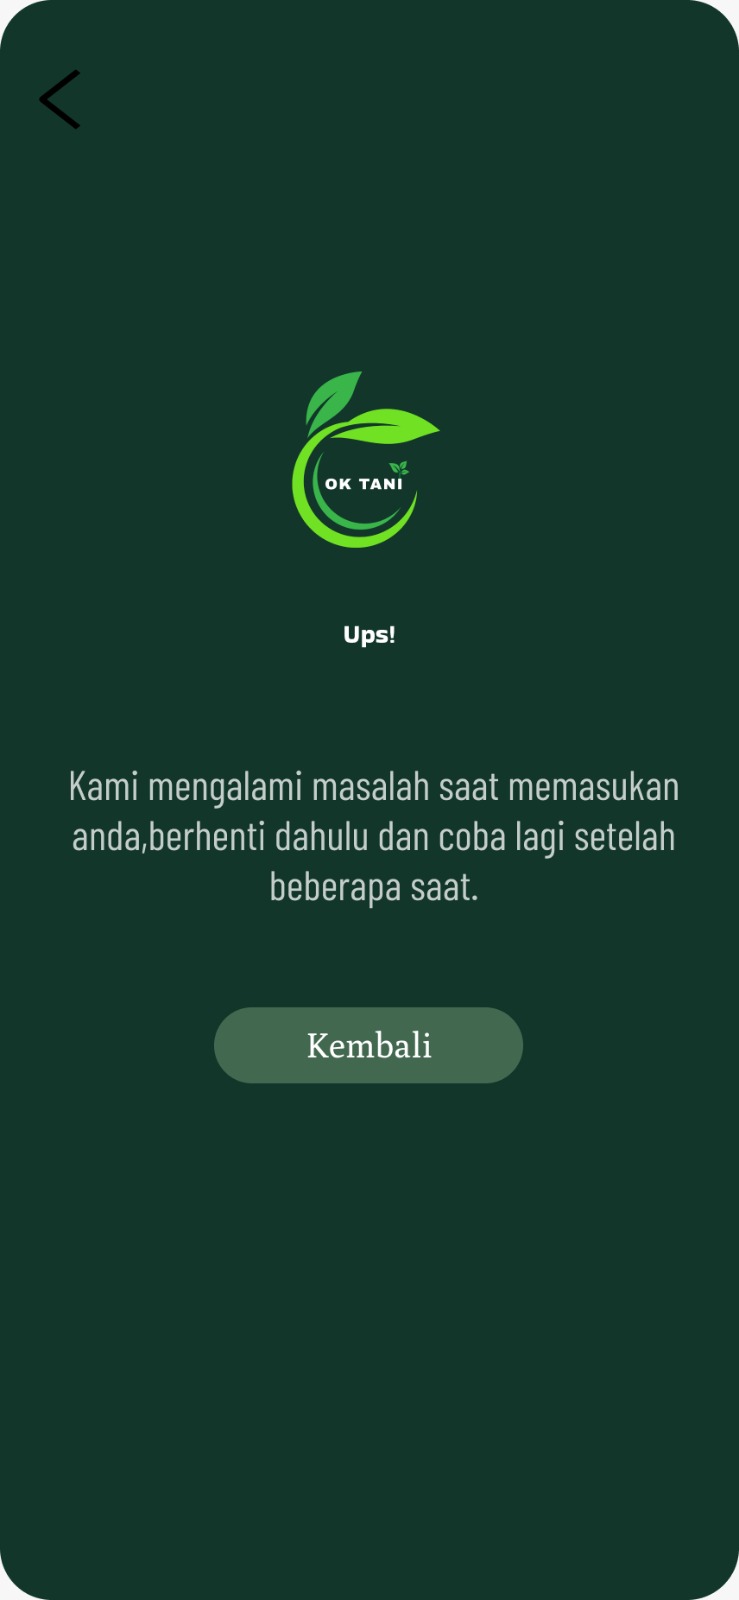 OK TANI
Ups!
Kami mengalami masalah saat memasukan
anda,berhenti dahulu dan coba lagi setelah
beberapa saat.
Kembali